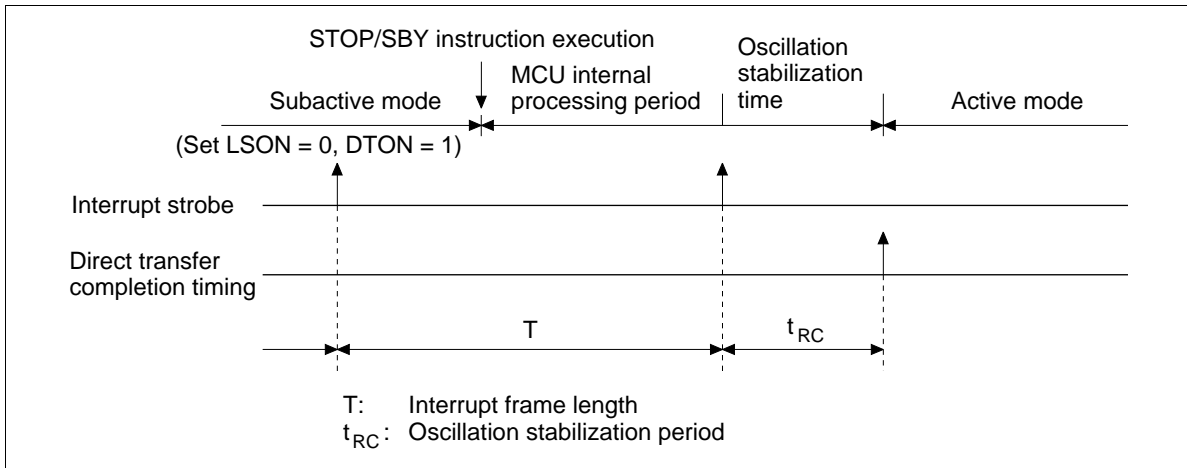 STOP/SBY instruction execution
Oscillation
stabilization
time
MCU internal
processing period
Subactive mode
Active mode
(Set LSON = 0, DTON = 1)
Interrupt strobe
Direct transfer
completion timing
T
tRC
T: Interrupt frame length
tRC: Oscillation stabilization period